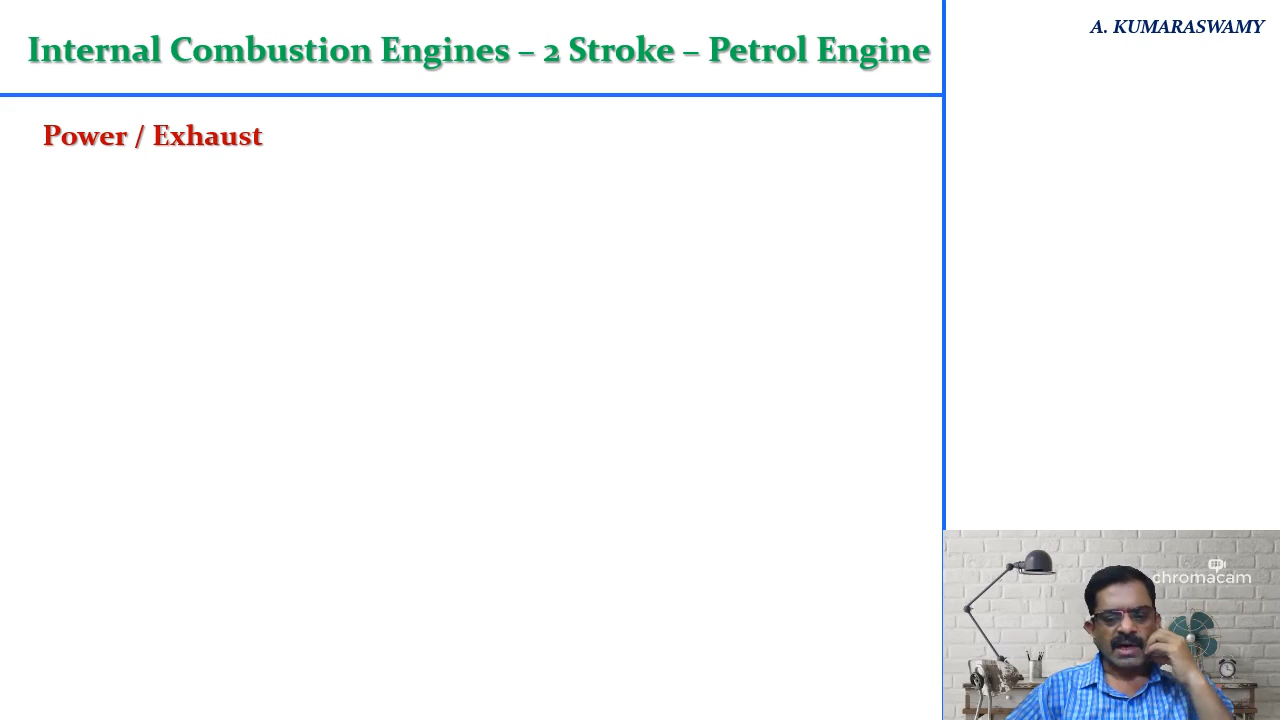 Internal Combustion Engines – 2 Stroke – Petrol Engine
A. KUMARASWAMY
Power / Exhaust
chromacam